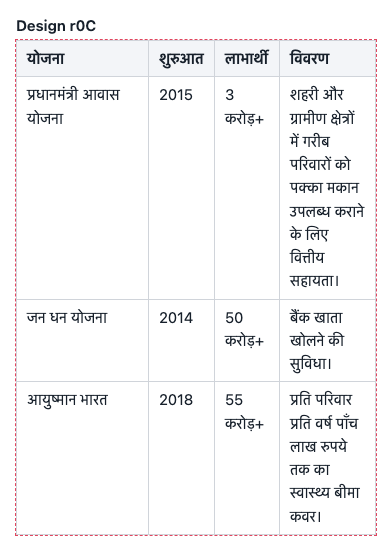 Design r0C
योजना शुरुआत लाभार्थी विवरण
प्रधानमंत्री आवास योजना 2015 3 करोड़+ शहरी और
ग्रामीण क्षेत्रों
में गरीब
परिवारों को
पक्का मकान
उपलब्ध कराने
के लिए
वित्तीय
सहायता।
जन धन योजना 2014 50 करोड़+ बैंक खाता
खोलने की
सुविधा।
आयुष्मान भारत 2018 55 करोड़+ प्रति परिवार
प्रति वर्ष पाँच
लाख रुपये
तक का
स्वास्थ्य बीमा
कवर।